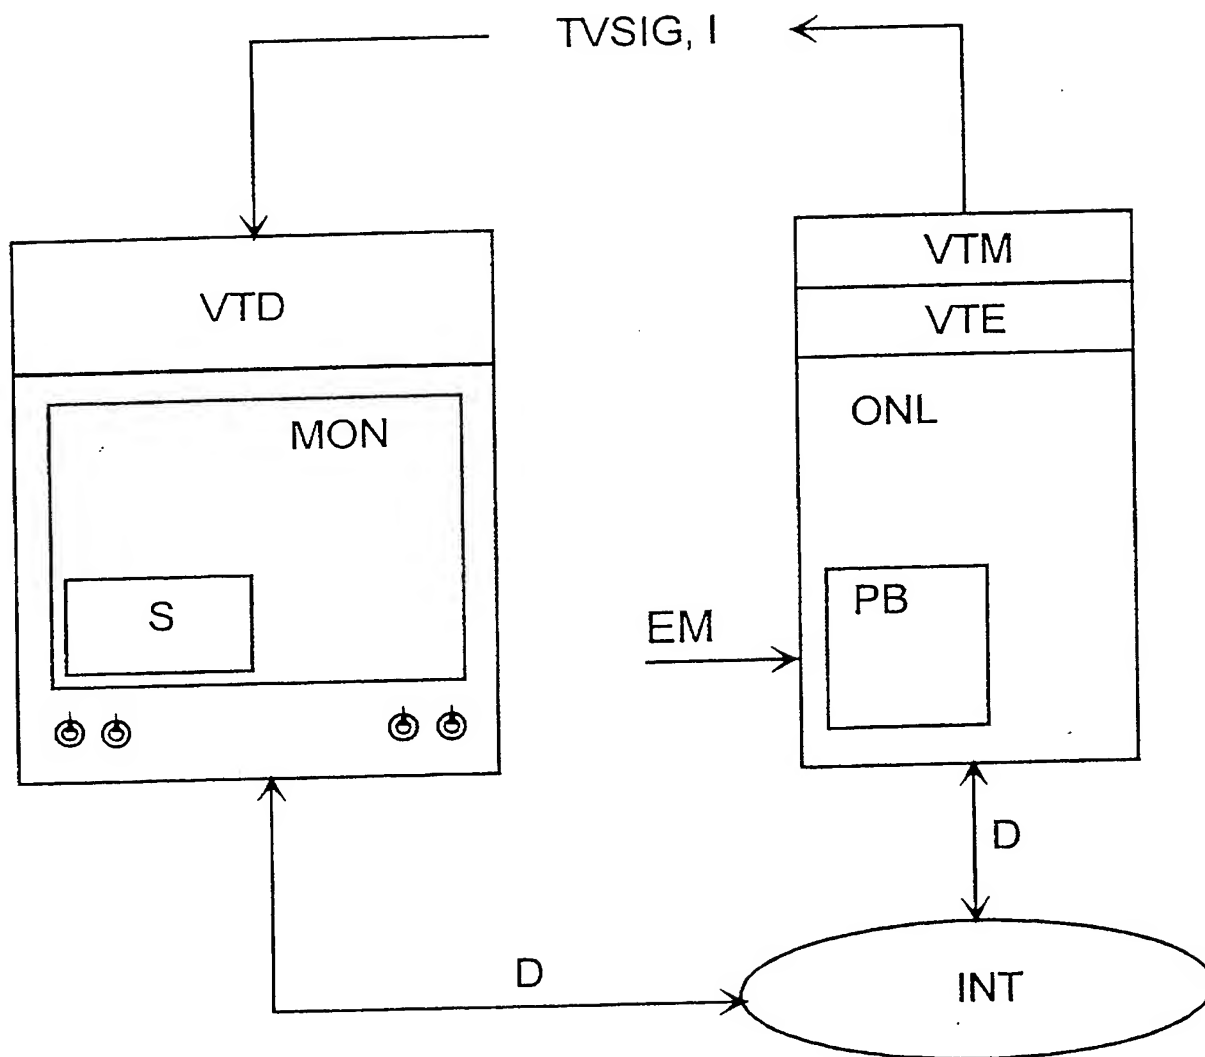 TVSIG, I
VTM
VTE
VTD
ONL
MON
PB
S
EM
D
D
INT